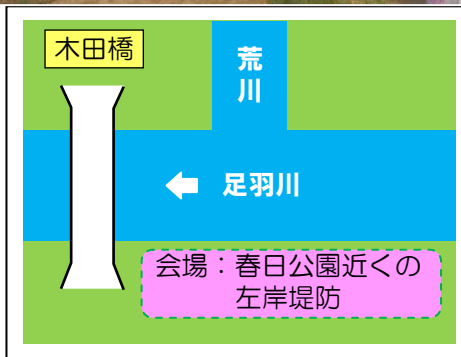 木田橋
荒川
足羽川
会場：春日公園近くの
左岸堤防